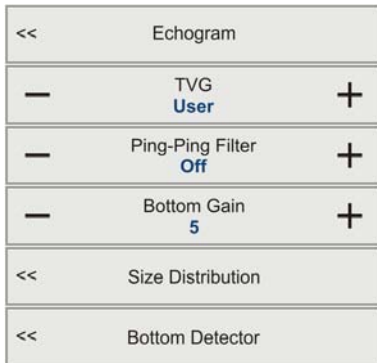 << Echogram
− TVG +
User
− Ping-Ping Filter +
Off
− Bottom Gain +
5
<< Size Distribution
<< Bottom Detector